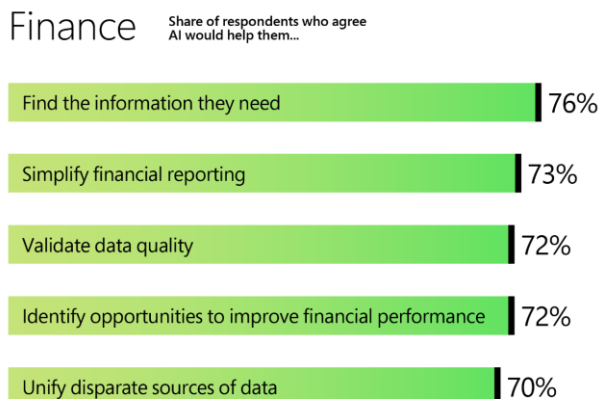 Finance
Share of respondents who agree
AI would help them...
Find the information they need 76%
Simplify financial reporting 73%
Validate data quality 72%
Identify opportunities to improve financial performance 72%
Unify disparate sources of data 70%